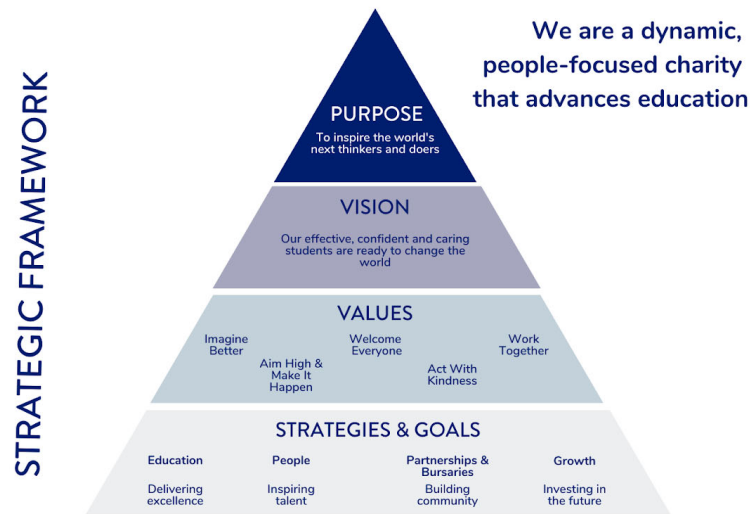 STRATEGIC FRAMEWORK
We are a dynamic,
people-focused charity
that advances education
PURPOSE
To inspire the world's
next thinkers and doers
VISION
Our effective, confident and caring
students are ready to change the
world
VALUES
Imagine
Better
Aim High &
Make It
Happen
Welcome
Everyone
Act With
Kindness
Work
Together
STRATEGIES & GOALS
Education
Delivering
excellence
People
Inspiring
talent
Partnerships &
Bursaries
Building
community
Growth
Investing in
the future